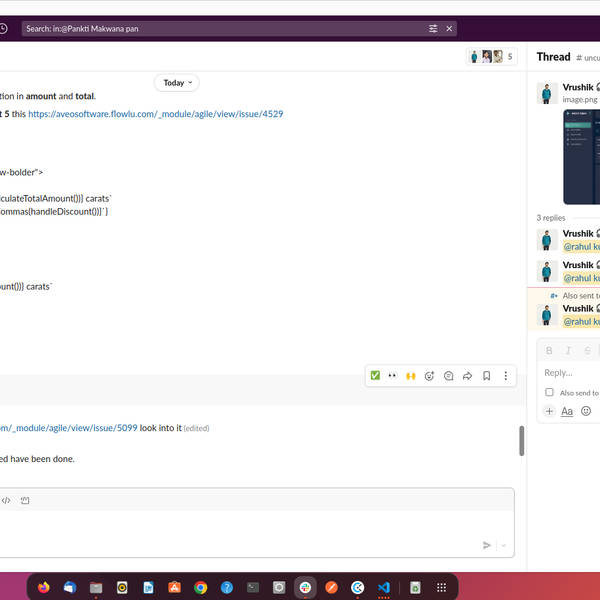 Search: in:@Pankti Makwana pan
5
Today
tion in amount and total.
t 5 this https://aveosoftware.flowlu.com/_module/agile/view/issue/4529
w-bolder">
culateTotalAmount())} carats`
ommas(handleDiscount())}`}
unt())} carats`
om/_module/agile/view/issue/5099 look into it (edited)
ed have been done.
Thread # uncu
Vrushik
image.png
3 replies
Vrushik
@rahul ku
Vrushik
@rahul ku
Also sent to
Vrushik
@rahul ku
B I S
Reply...
Also send to
Aa